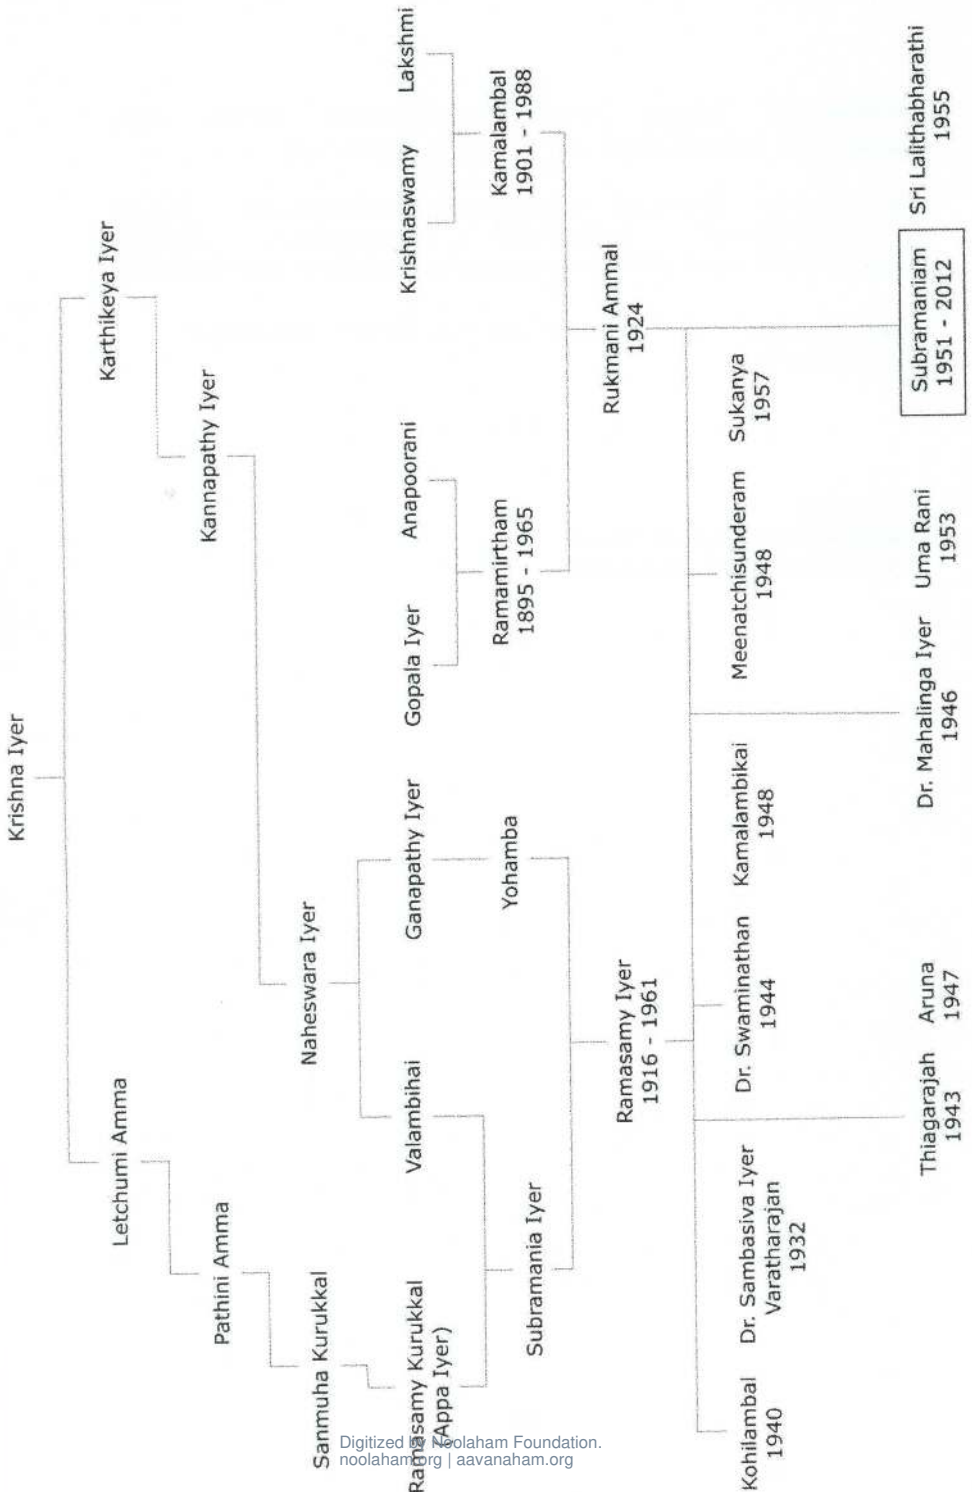 Krishna Iyer
Letchumi Amma
Karthikeya Iyer
Pathini Amma
Kannapathy Iyer
Sanmuha Kurukkal
Naheswara Iyer
Ramasamy Kurukkal
(Appa Iyer)
Valambihai
Ganapathy Iyer
Gopala Iyer
Anapoorani
Krishnaswamy
Lakshmi
Subramania Iyer
Yohamba
Ramamirtham
1895 - 1965
Kamalambal
1901 - 1988
Ramasamy Iyer
1916 - 1961
Rukmani Ammal
1924
Kohilambal
1940
Dr. Sambasiva Iyer
Varatharajan
1932
Dr. Swaminathan
1944
Kamalambikai
1948
Meenatchisunderam
1948
Sukanya
1957
Thiagarajah
1943
Aruna
1947
Dr. Mahalinga Iyer
1946
Uma Rani
1953
Subramaniam
1951 - 2012
Sri Lalithabharathi
1955
Digitized by Noolaham Foundation.
noolaham.org | aavanaham.org